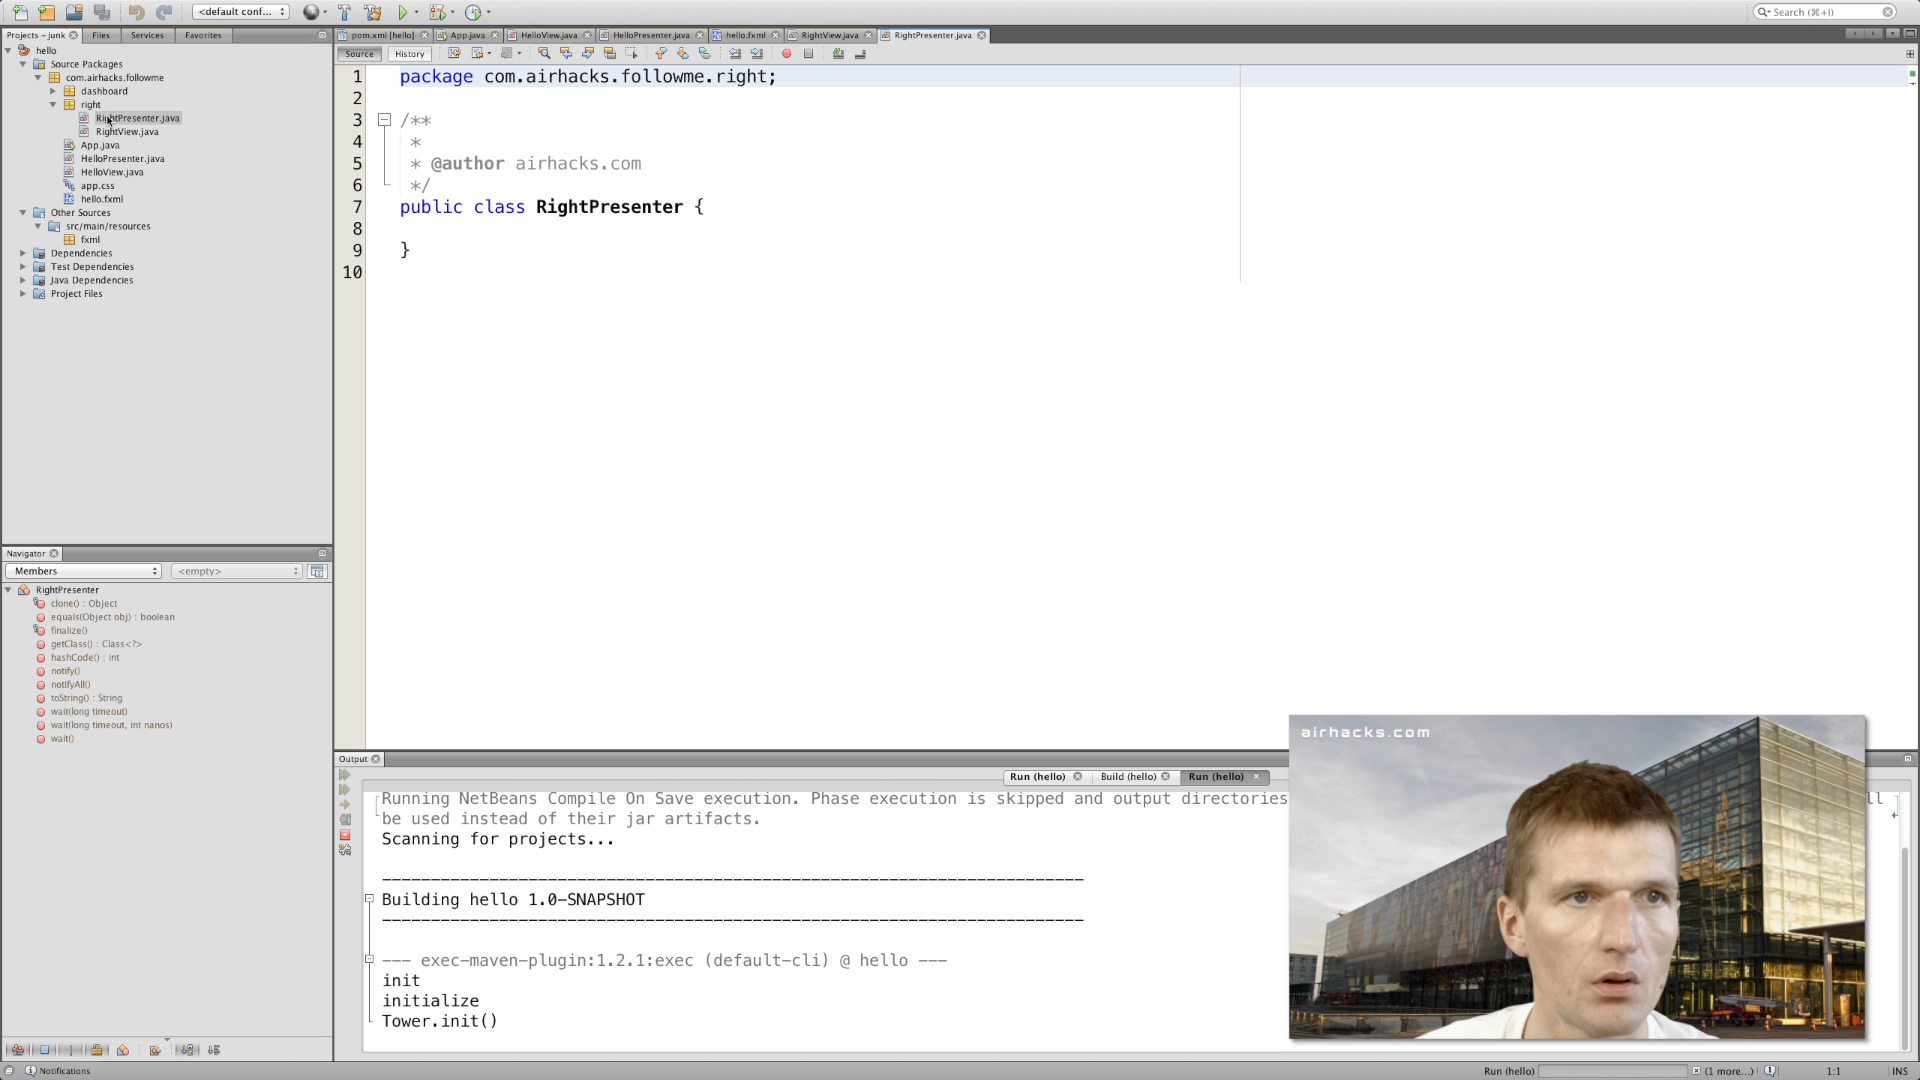 <default conf...
Search (⌘+I)
Projects – junk
Files
Services
Favorites
pom.xml [hello]
App.java
HelloView.java
HelloPresenter.java
hello.fxml
RightView.java
RightPresenter.java
hello
Source Packages
com.airhacks.followme
dashboard
right
RightPresenter.java
RightView.java
App.java
HelloPresenter.java
HelloView.java
app.css
hello.fxml
Other Sources
src/main/resources
fxml
Dependencies
Test Dependencies
Java Dependencies
Project Files
Source
History
1 package com.airhacks.followme.right;
2
3 /**
4 *
5 * @author airhacks.com
6 */
7 public class RightPresenter {
8
9 }
10
Navigator
Members
<empty>
RightPresenter
clone() : Object
equals(Object obj) : boolean
finalize()
getClass() : Class<?>
hashCode() : int
notify()
notifyAll()
toString() : String
wait(long timeout)
wait(long timeout, int nanos)
wait()
Output
Run (hello)
Build (hello)
Run (hello)
Running NetBeans Compile On Save execution. Phase execution is skipped and output directories
ll
be used instead of their jar artifacts.
Scanning for projects...
------------------------------------------------------------------------
Building hello 1.0-SNAPSHOT
------------------------------------------------------------------------
--- exec-maven-plugin:1.2.1:exec (default-cli) @ hello ---
init
initialize
Tower.init()
airhacks.com
Notifications
Run (hello)
(1 more...)
1:1
INS